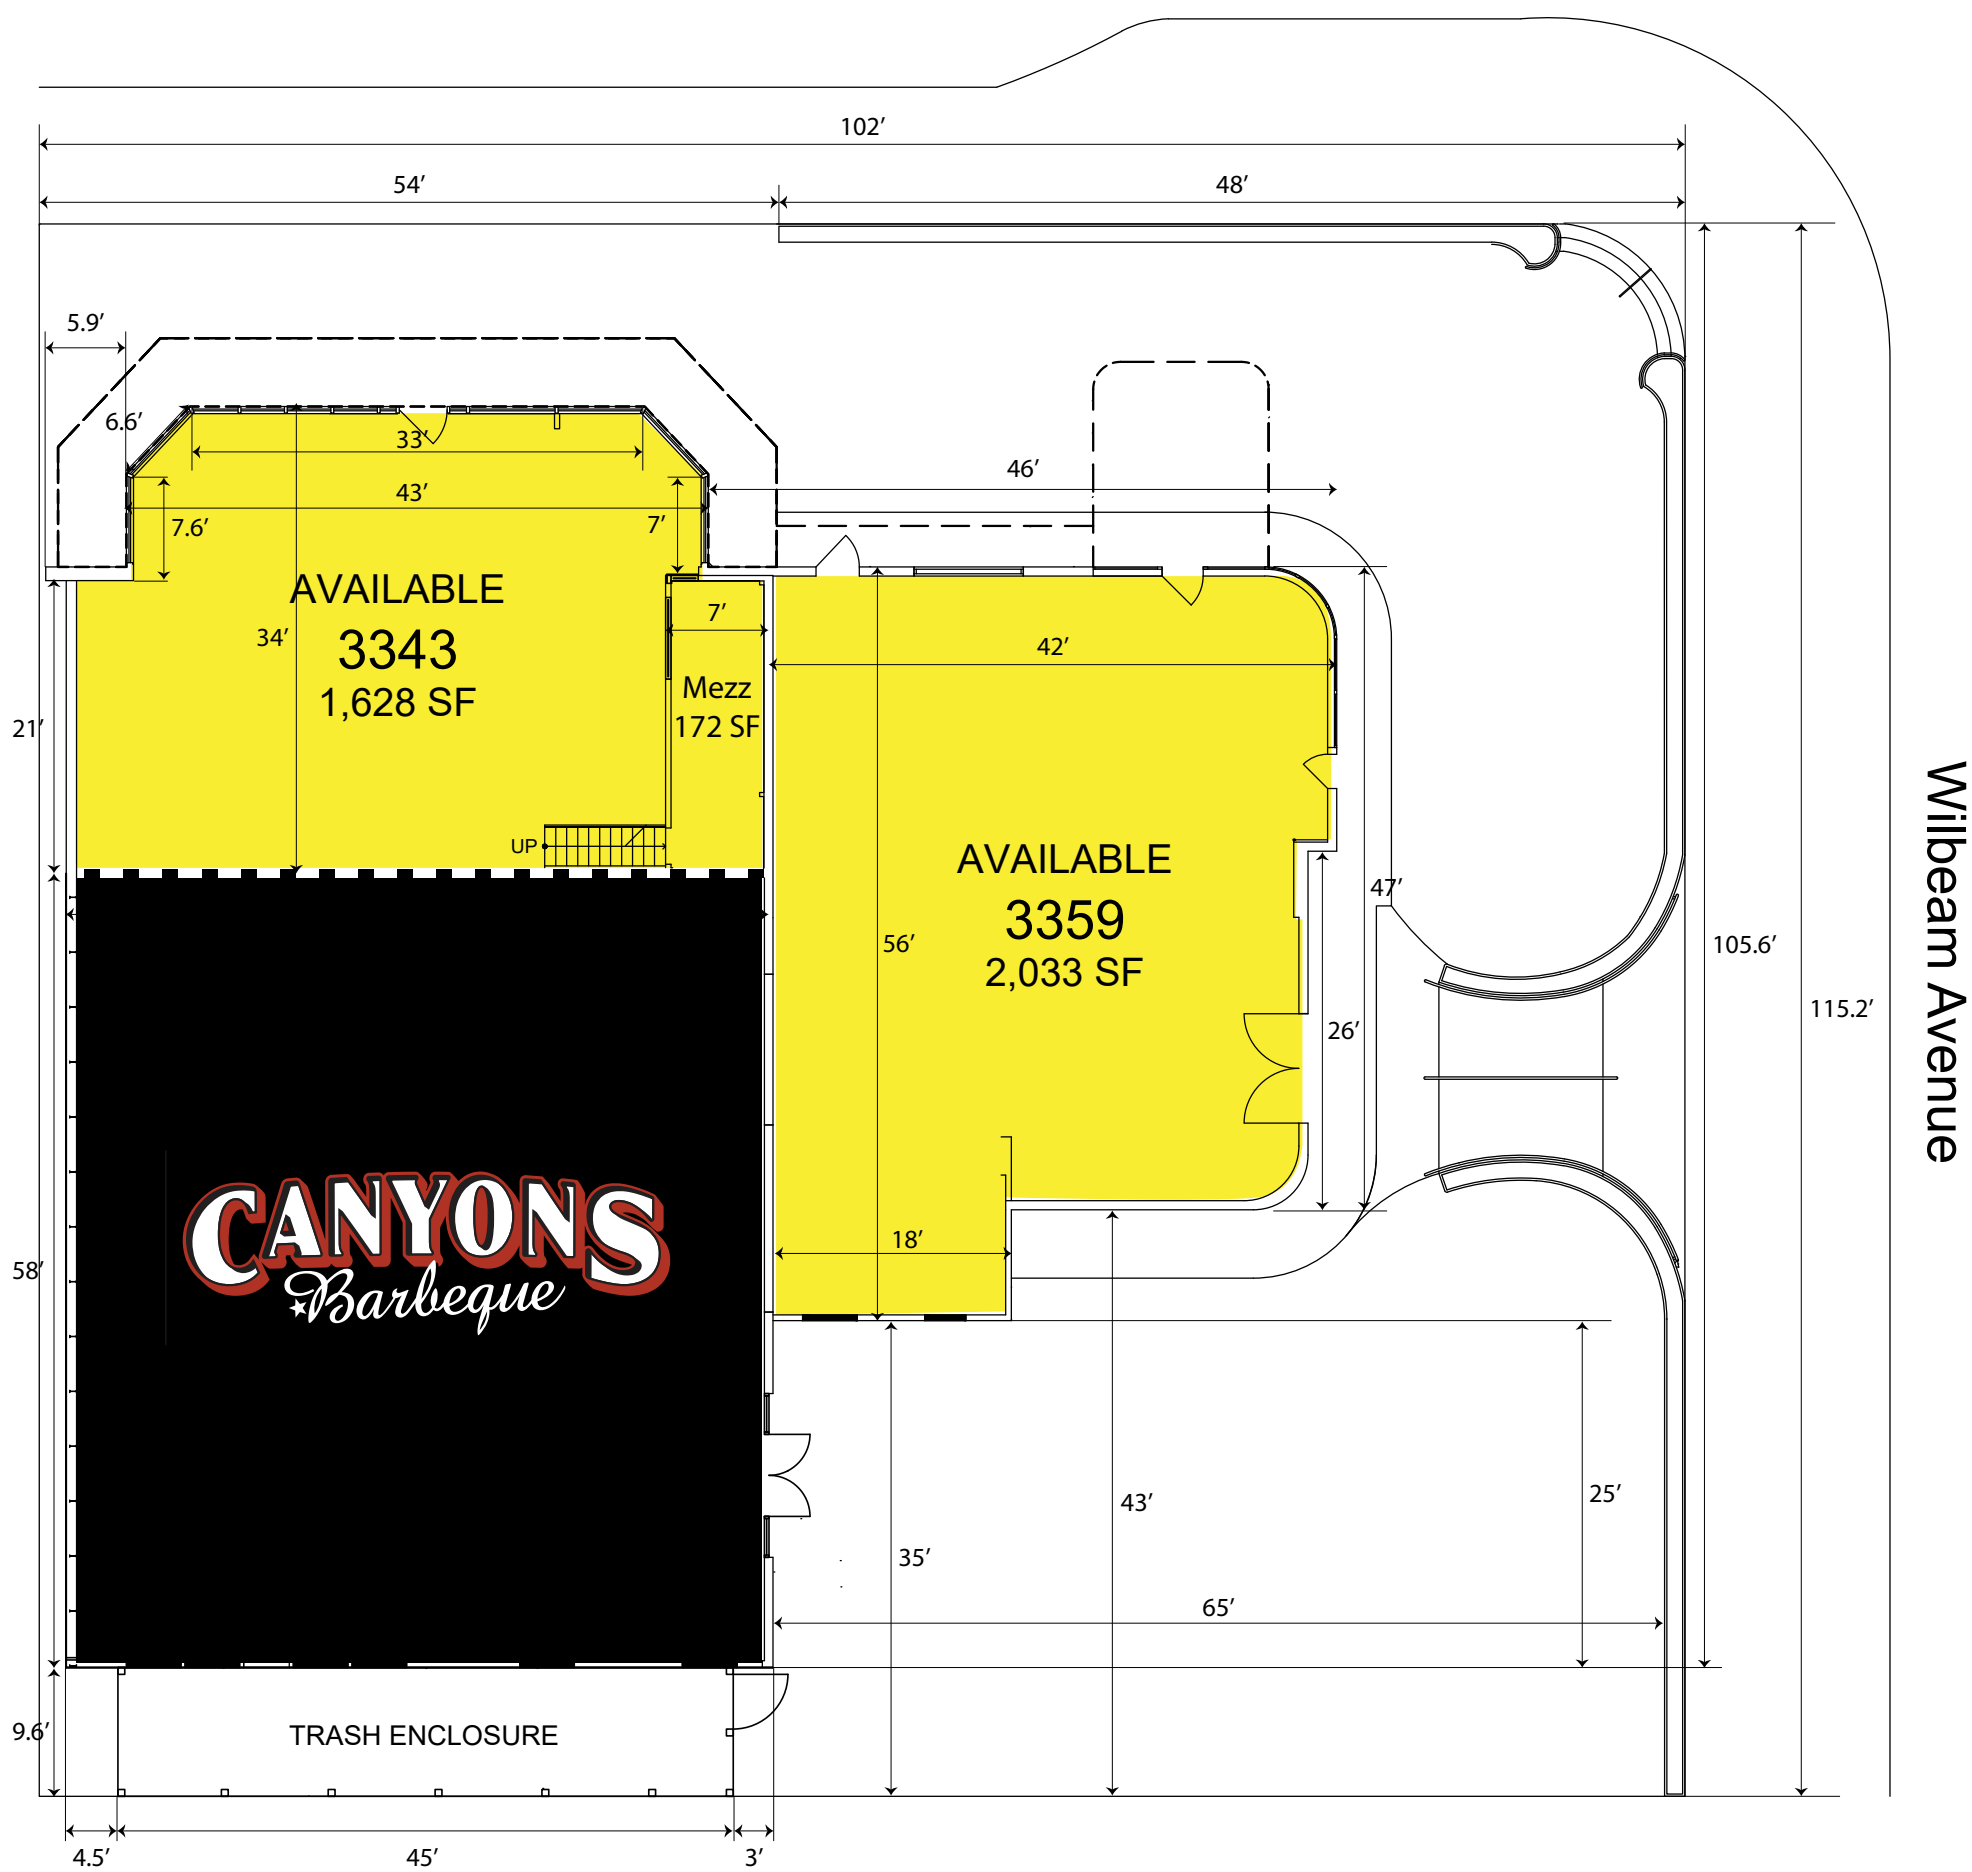 102’
54’
48’
5.9’
6.6’
33’
43’
46’
7.6’
7’
AVAILABLE
3343
1,628 SF
34’
7’
Mezz
172 SF
42’
21’
UP
AVAILABLE
3359
2,033 SF
47’
56’
105.6’
26’
115.2’
Wilbeam Avenue
CANYONS
Barbeque
18’
58’
43’
25’
35’
65’
9.6’
TRASH ENCLOSURE
4.5’
45’
3’